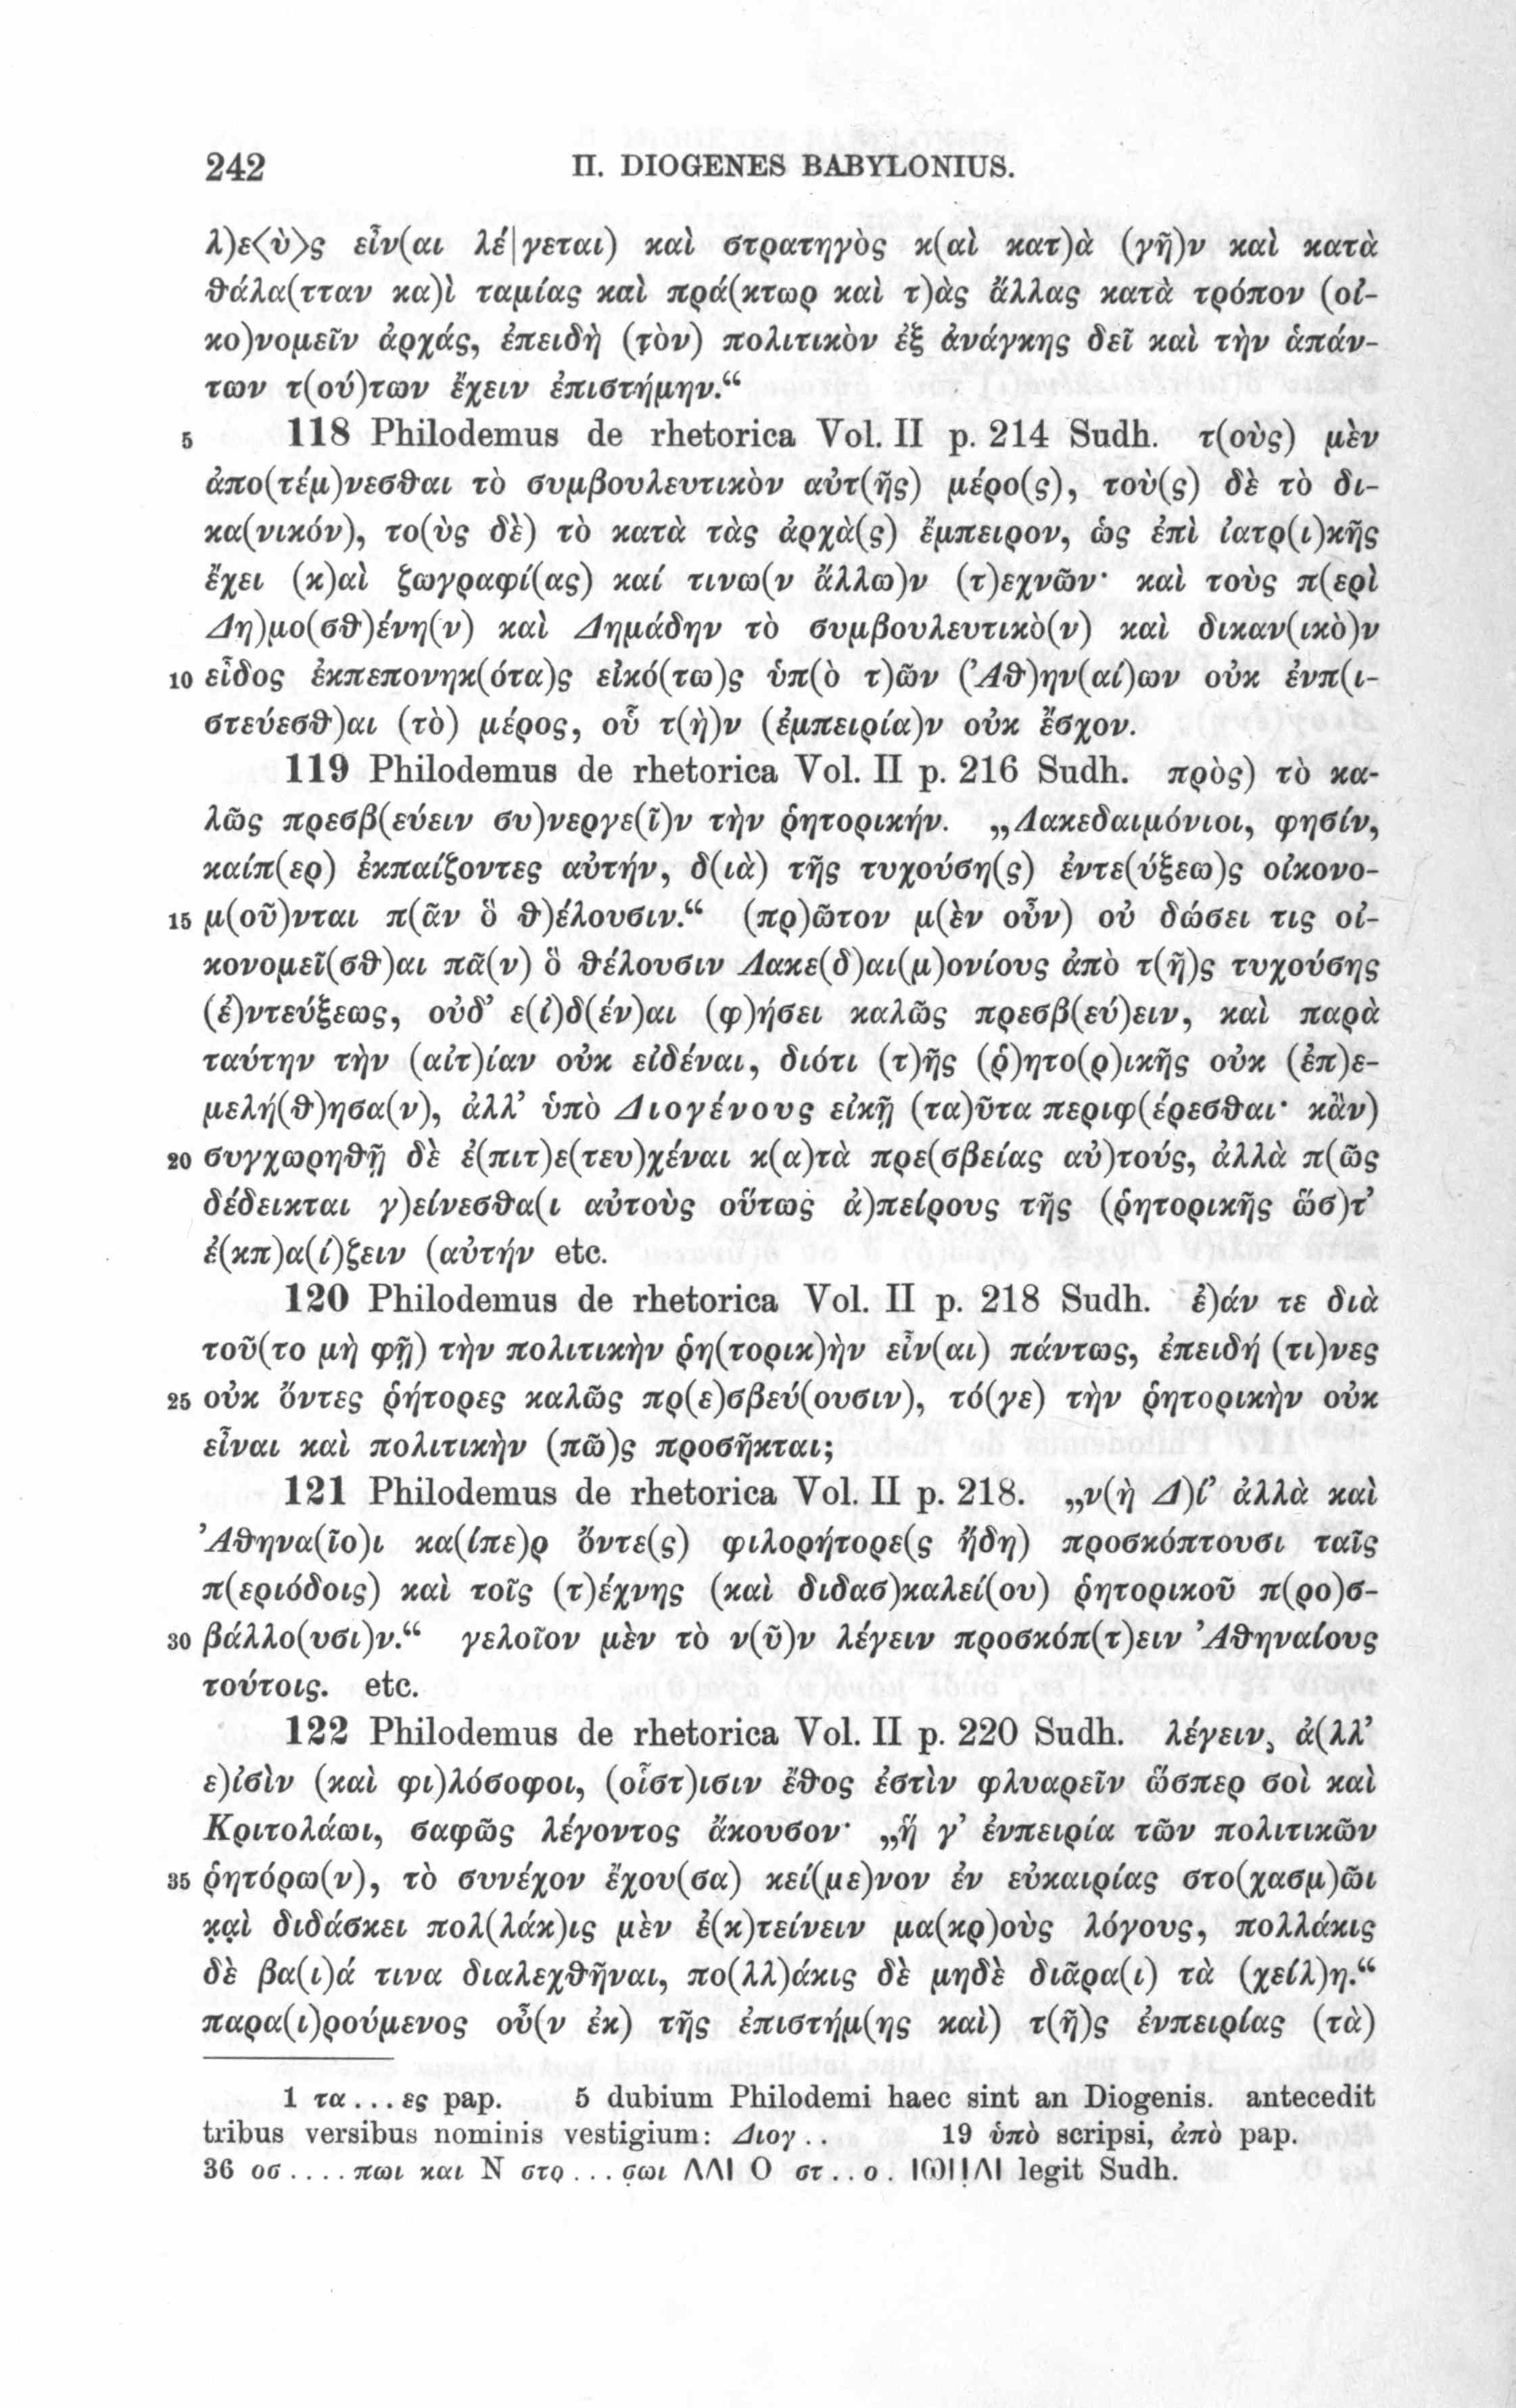 242 II. DIOGENES BABYLONIUS.
λ)ε<ὺ>ς εἶν(αι λέ|γεται) καὶ στρατηγὸς κ(αὶ κατ)ὰ (γῆ)ν καὶ κατὰ
θάλα(τταν κα)ὶ ταμίας καὶ πρά(κτωρ καὶ τ)ὰς ἄλλας κατὰ τρόπον (οἰ-
κο)νομεῖν ἀρχάς, ἐπειδὴ (τὸν) πολιτικὸν ἐξ ἀνάγκης δεῖ καὶ τὴν ἁπάν-
των τ(ού)των ἔχειν ἐπιστήμην.“
5 118 Philodemus de rhetorica Vol. II p. 214 Sudh. τ(οὺς) μὲν
ἀπο(τέμ)νεσθαι τὸ συμβουλευτικὸν αὐτ(ῆς) μέρο(ς), τοὺ(ς) δὲ τὸ δι-
κα(νικόν), το(ὺς δὲ) τὸ κατὰ τὰς ἀρχὰ(ς) ἔμπειρον, ὡς ἐπὶ ἰατρ(ι)κῆς
ἔχει (κ)αὶ ζωγραφί(ας) καί τινω(ν ἄλλω)ν (τ)εχνῶν· καὶ τοὺς π(ερὶ
Δη)μο(σθ)ένη(ν) καὶ Δημάδην τὸ συμβουλευτικὸ(ν) καὶ δικαν(ικὸ)ν
10 εἶδος ἐκπεπονηκ(ότα)ς εἰκό(τω)ς ὑπ(ὸ τ)ῶν (Ἀθ)ην(αί)ων οὐκ ἐνπ(ι-
στεύεσθ)αι (τὸ) μέρος, οὗ τ(ὴ)ν (ἐμπειρία)ν οὐκ ἔσχον.
119 Philodemus de rhetorica Vol. II p. 216 Sudh. πρὸς) τὸ κα-
λῶς πρεσβ(εύειν συ)νεργε(ῖ)ν τὴν ῥητορικήν. „Λακεδαιμόνιοι, φησίν,
καίπ(ερ) ἐκπαίζοντες αὐτήν, δ(ιὰ) τῆς τυχούση(ς) ἐντε(ύξεω)ς οἰκονο-
15 μ(οῦ)νται π(ᾶν ὃ θ)έλουσιν.“ (πρ)ῶτον μ(ὲν οὖν) οὐ δώσει τις οἰ-
κονομεῖ(σθ)αι πᾶ(ν) ὃ θέλουσιν Λακε(δ)αι(μ)ονίους ἀπὸ τ(ῆ)ς τυχούσης
(ἐ)ντεύξεως, οὐδ’ ε(ἰ)δ(έν)αι (φ)ήσει καλῶς πρεσβ(εύ)ειν, καὶ παρὰ
ταύτην τὴν (αἰτ)ίαν οὐκ εἰδέναι, διότι (τ)ῆς (ῥ)ητο(ρ)ικῆς οὐκ (ἐπ)ε-
μελή(θ)ησα(ν), ἀλλ’ ὑπὸ Διογένους εἰκῇ (τα)ῦτα περιφ(έρεσθαι· κἂν)
20 συγχωρηθῇ δὲ ἐ(πιτ)ε(τευ)χέναι κ(α)τὰ πρε(σβείας αὐ)τούς, ἀλλὰ π(ῶς
δέδεικται γ)είνεσθα(ι αὐτοὺς οὕτως ἀ)πείρους τῆς (ῥητορικῆς ὥσ)τ’
ἐ(κπ)α(ί)ζειν (αὐτήν etc.
120 Philodemus de rhetorica Vol. II p. 218 Sudh. ἐ)άν τε διὰ
τοῦ(το μὴ φῇ) τὴν πολιτικὴν ῥη(τορικ)ὴν εἶν(αι) πάντως, ἐπειδή (τι)νες
25 οὐκ ὄντες ῥήτορες καλῶς πρ(ε)σβεύ(ουσιν), τό(γε) τὴν ῥητορικὴν οὐκ
εἶναι καὶ πολιτικὴν (πῶ)ς προσῆκται;
121 Philodemus de rhetorica Vol. II p. 218. „ν(ὴ Δ)ί’ ἀλλὰ καὶ
Ἀθηνα(ῖο)ι κα(ίπε)ρ ὄντε(ς) φιλορήτορε(ς ἤδη) προσκόπτουσι ταῖς
π(εριόδοις) καὶ τοῖς (τ)έχνης (καὶ διδασ)καλεί(ου) ῥητορικοῦ π(ρο)σ-
30 βάλλο(υσι)ν.“ γελοῖον μὲν τὸ ν(ῦ)ν λέγειν προσκόπ(τ)ειν Ἀθηναίους
τούτοις. etc.
122 Philodemus de rhetorica Vol. II p. 220 Sudh. λέγειν, ἀ(λλ’
ε)ἰσὶν (καὶ φι)λόσοφοι, (οἷστ)ισιν ἔθος ἐστὶν φλυαρεῖν ὥσπερ σοὶ καὶ
Κριτολάωι, σαφῶς λέγοντος ἄκουσον· „ἥ γ’ ἐνπειρία τῶν πολιτικῶν
35 ῥητόρω(ν), τὸ συνέχον ἔχου(σα) κεί(με)νον ἐν εὐκαιρίας στο(χασμ)ῶι
κ̣α̣ὶ διδάσκει πολ(λάκ)ις μὲν ἐ(κ)τείνειν μα(κρ)οὺς λόγους, πολλάκις
δὲ βα(ι)ά τινα διαλεχθῆναι, πο(λλ)άκις δὲ μηδὲ διᾶρα(ι) τὰ (χείλ)η.“
παρα(ι)ρούμενος οὖ(ν ἐκ) τῆς ἐπιστήμ(ης καὶ) τ(ῆ)ς ἐνπειρίας (τὰ)
1 τα...ες pap. 5 dubium Philodemi haec sint an Diogenis. antecedit
tribus versibus nominis vestigium: Διογ.. 19 ὑπὸ scripsi, ἀπὸ pap.
36 οσ....πωι και N στρ̣...σ̣ωι ΛΛΙ Ο στ..ο. legit Sudh.